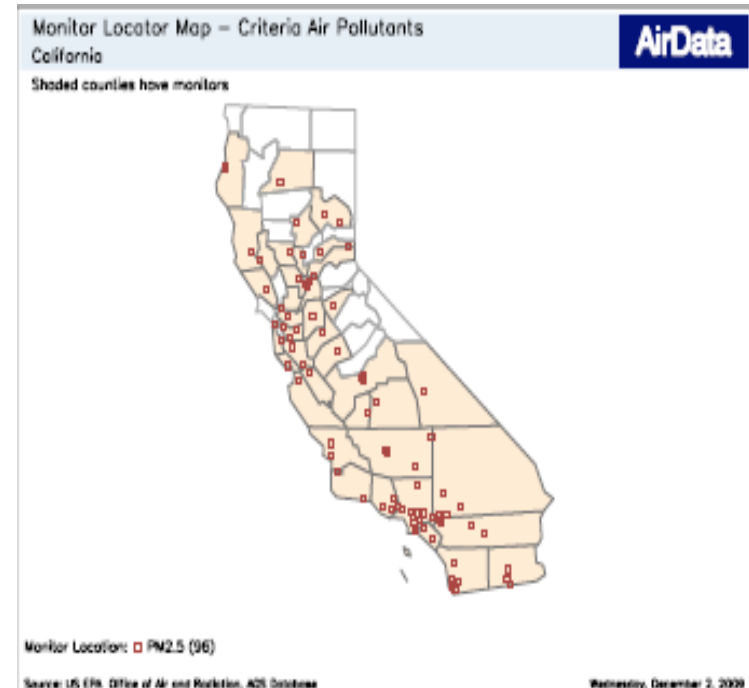 Monitor Locator Map – Criteria Air Pollutants
AirData
California
Shaded counties have monitors
Monitor Location: PM2.5 (96)
Source: US EPA Office of Air and Radiation, AQS Database
Wednesday, December 2, 2009